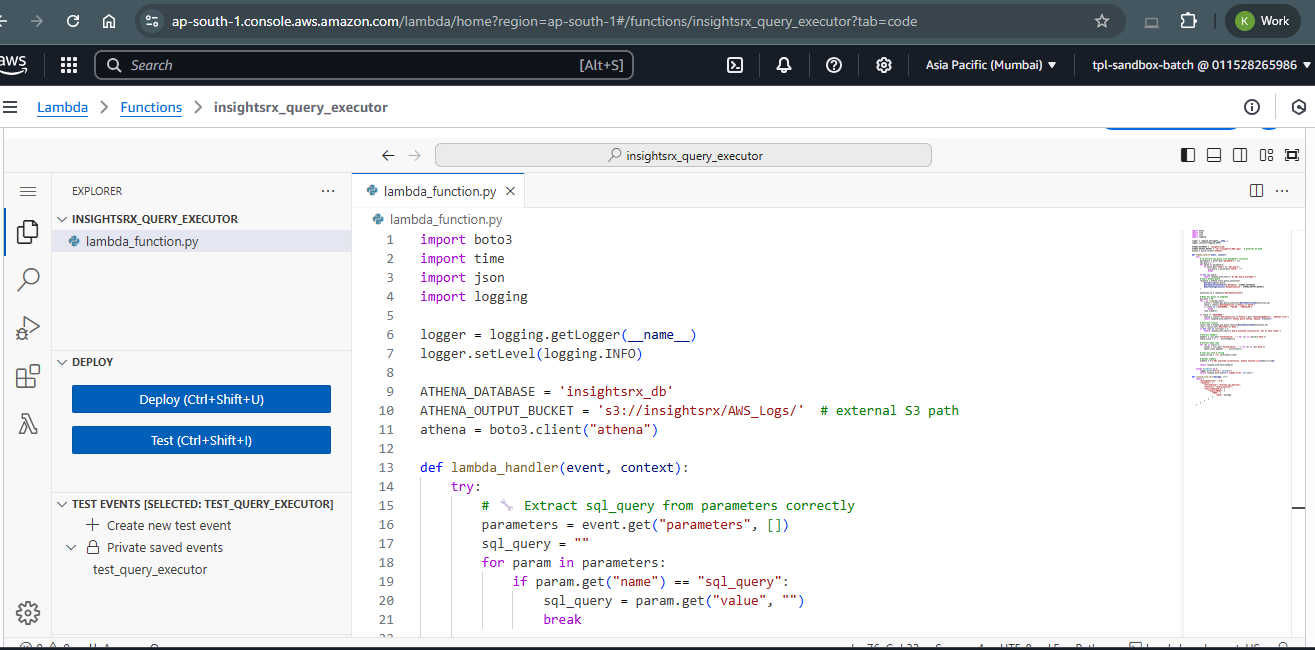 ap-south-1.console.aws.amazon.com/lambda/home?region=ap-south-1#/functions/insightsrx_query_executor?tab=code
K Work
aws
Search [Alt+S]
Asia Pacific (Mumbai)
tpl-sandbox-batch @ 011528265986
Lambda > Functions > insightsrx_query_executor
insightsrx_query_executor
EXPLORER
INSIGHTSRX_QUERY_EXECUTOR
lambda_function.py
DEPLOY
Deploy (Ctrl+Shift+U)
Test (Ctrl+Shift+I)
TEST EVENTS [SELECTED: TEST_QUERY_EXECUTOR]
Create new test event
Private saved events
test_query_executor
lambda_function.py
lambda_function.py
1 import boto3
2 import time
3 import json
4 import logging
5
6 logger = logging.getLogger(__name__)
7 logger.setLevel(logging.INFO)
8
9 ATHENA_DATABASE = 'insightsrx_db'
10 ATHENA_OUTPUT_BUCKET = 's3://insightsrx/AWS_Logs/'  # external S3 path
11 athena = boto3.client("athena")
12
13 def lambda_handler(event, context):
14 try:
15 # 🔧 Extract sql_query from parameters correctly
16 parameters = event.get("parameters", [])
17 sql_query = ""
18 for param in parameters:
19 if param.get("name") == "sql_query":
20 sql_query = param.get("value", "")
21 break